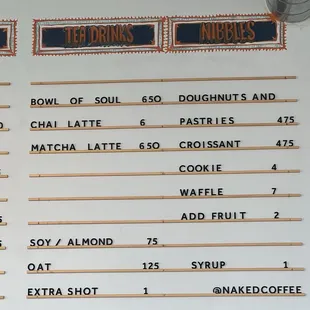 TEA DRINKS
BOWL OF SOUL 650
CHAI LATTE 6
MATCHA LATTE 650
SOY / ALMOND 75
OAT 125
EXTRA SHOT 1
NIBBLES
DOUGHNUTS AND
PASTRIES 475
CROISSANT 475
COOKIE 4
WAFFLE 7
ADD FRUIT 2
SYRUP 1
@NAKEDCOFFEE